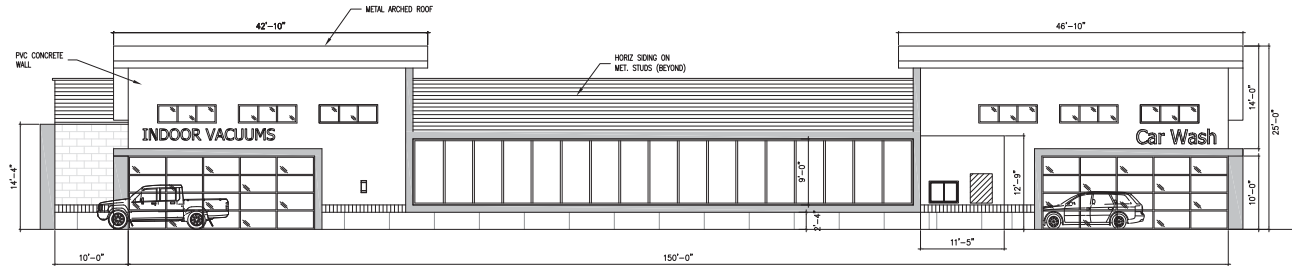 METAL ARCHED ROOF
42'-10"
46'-10"
PVC CONCRETE
WALL
HORIZ SIDING ON
MET. STUDS (BEYOND)
14'-0"
25'-0"
INDOOR VACUUMS
Car Wash
14'-4"
9'-0"
12'-9"
10'-0"
2'-4"
11'-5"
10'-0"
150'-0"